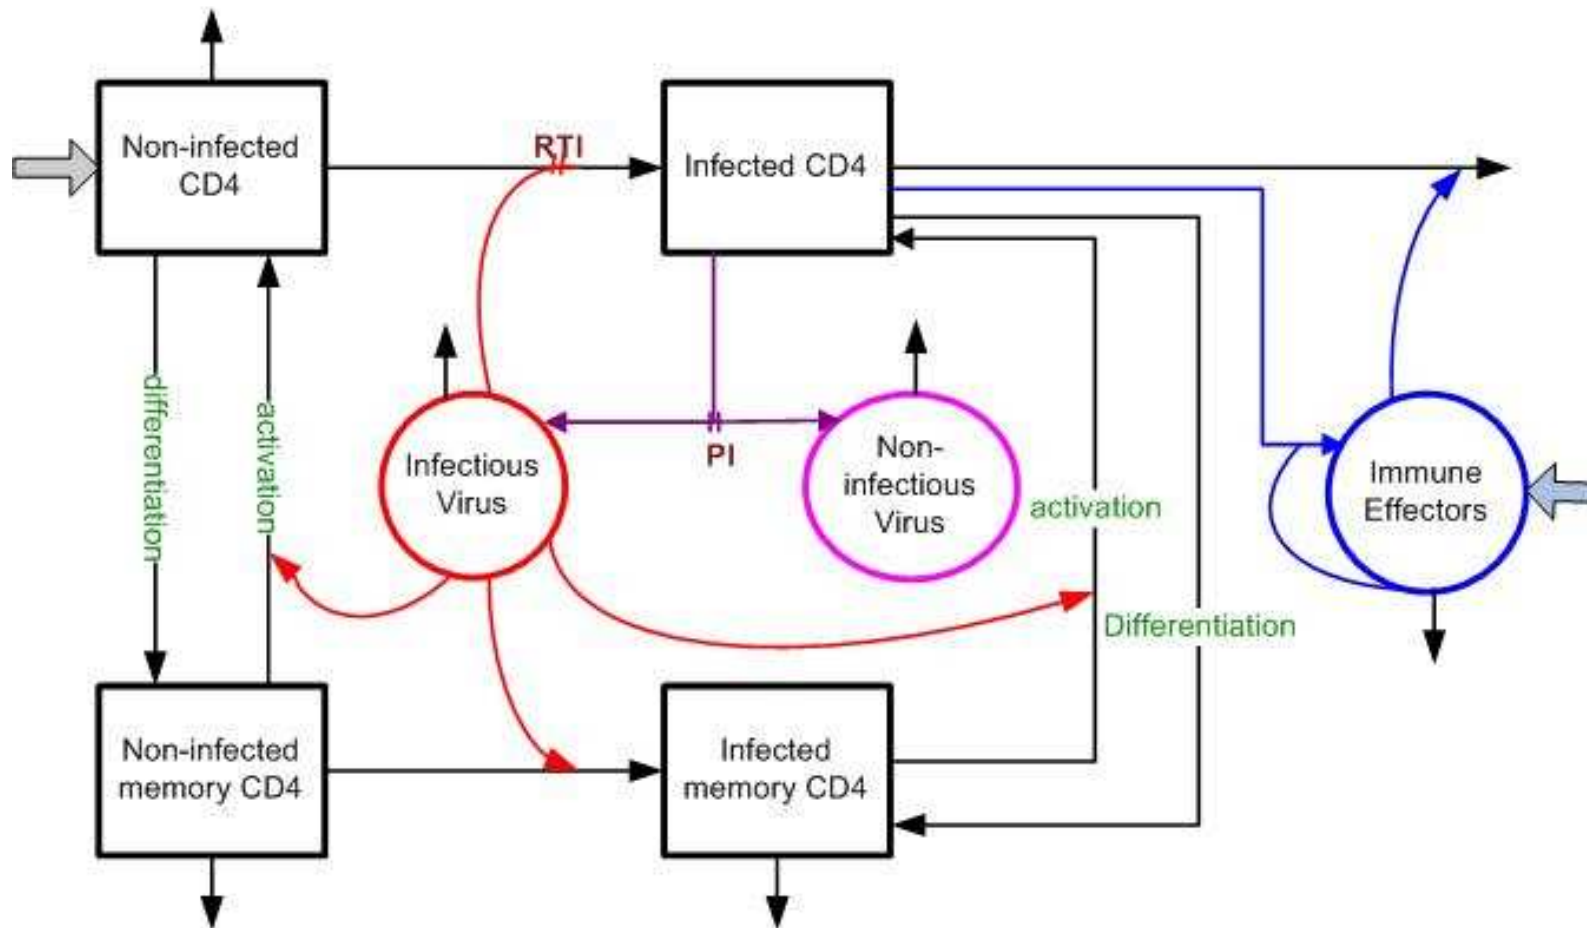 Non-infected
CD4
RTI
Infected CD4
differentiation
activation
Infectious
Virus
PI
Non-
infectious
Virus
activation
Immune
Effectors
Differentiation
Non-infected
memory CD4
Infected
memory CD4